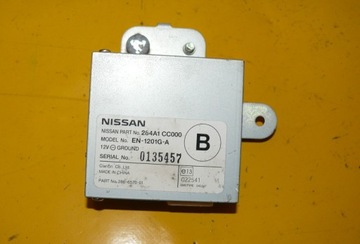 NISSAN
NISSAN PART No. 284A1 CC000
MODEL No. EN-1201G-A
12V ⊖ GROUND
SERIAL No. 0135457
B
MADE IN CHINA